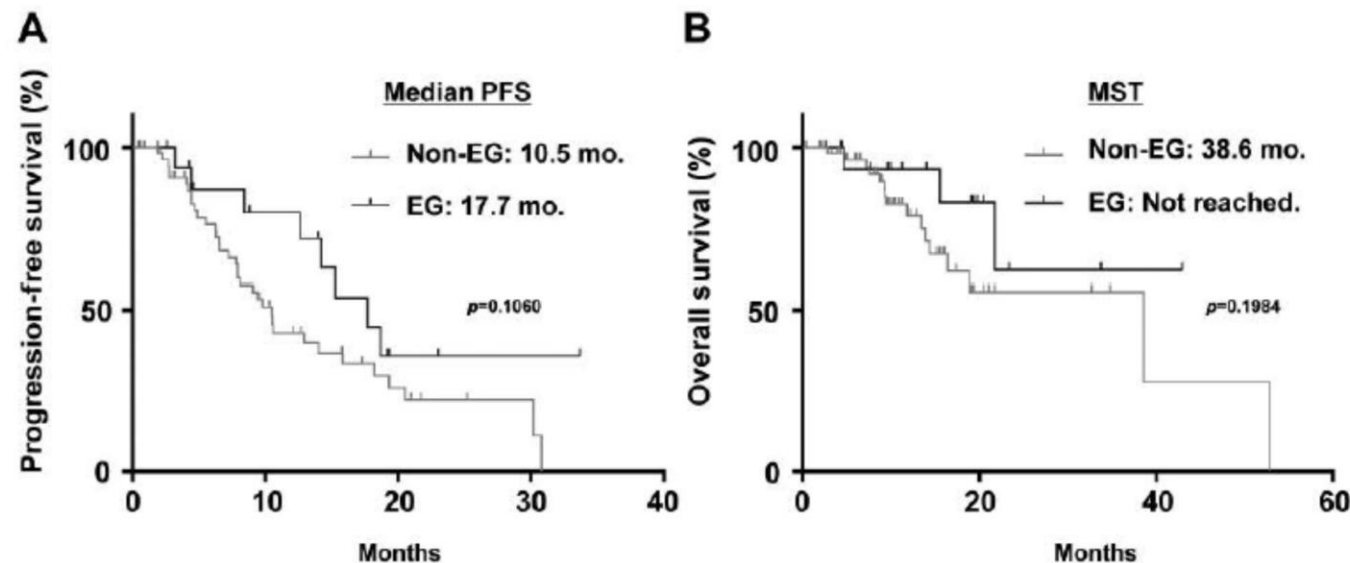 A
Progression-free survival (%)
100
50
0
0 10 20 30 40
Months
Median PFS
Non-EG: 10.5 mo.
EG: 17.7 mo.
p=0.1060
B
Overall survival (%)
100
50
0
0 20 40 60
Months
MST
Non-EG: 38.6 mo.
EG: Not reached.
p=0.1984